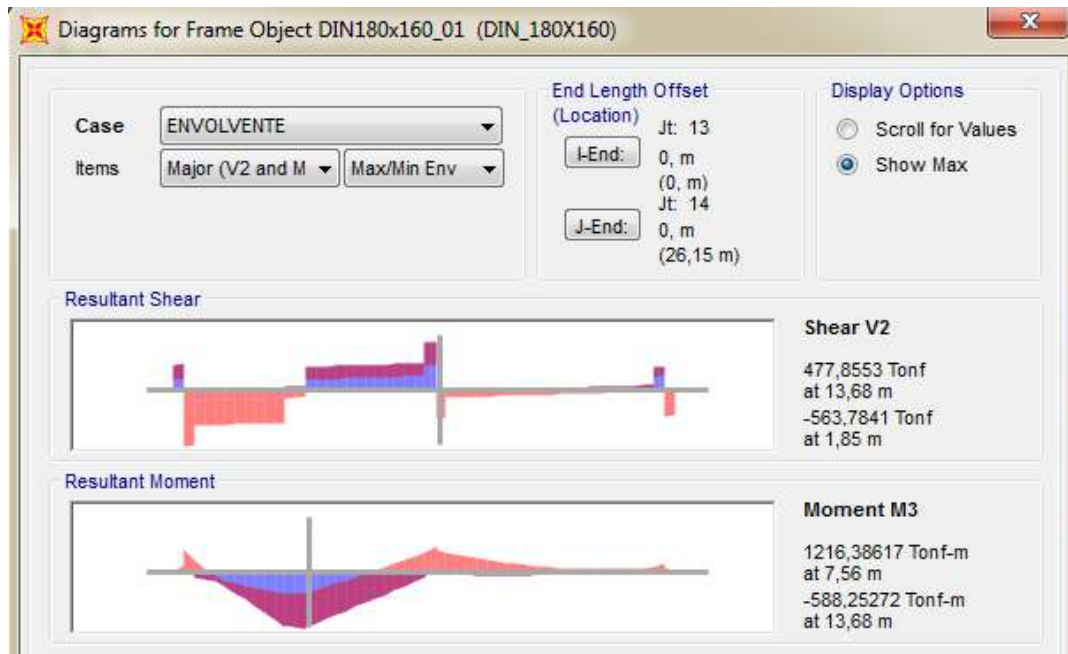 Diagrams for Frame Object DIN180x160_01 (DIN_180X160)
Case
ENVOLVENTE
Items
Major (V2 and M
Max/Min Env
End Length Offset
(Location)
I-End:
Jt: 13
0, m
(0, m)
J-End:
Jt: 14
0, m
(26,15 m)
Display Options
Scroll for Values
Show Max
Resultant Shear
Shear V2
477,8553 Tonf
at 13,68 m
-563,7841 Tonf
at 1,85 m
Resultant Moment
Moment M3
1216,38617 Tonf-m
at 7,56 m
-588,25272 Tonf-m
at 13,68 m